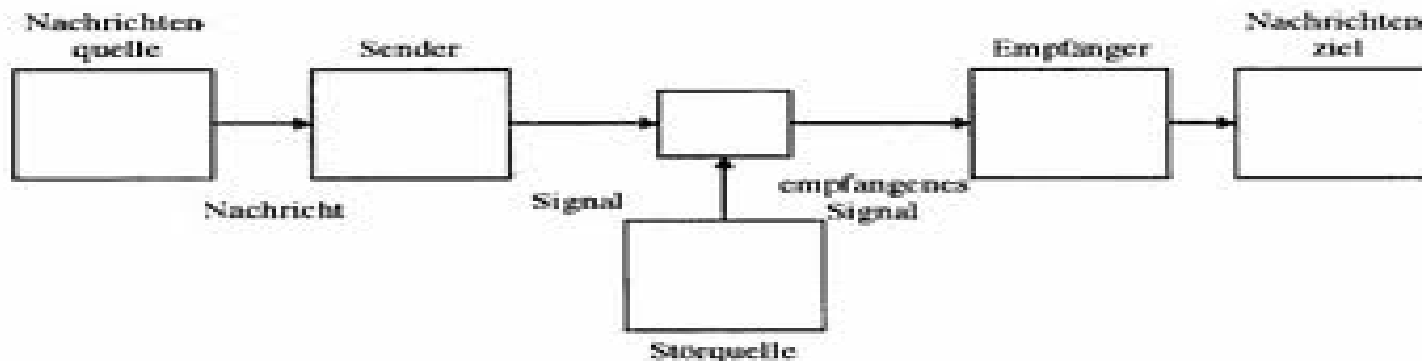 Nachrichten-
quelle
Sender
Empfänger
Nachrichten
ziel
Nachricht
Signal
empfangenes
Signal
Störquelle